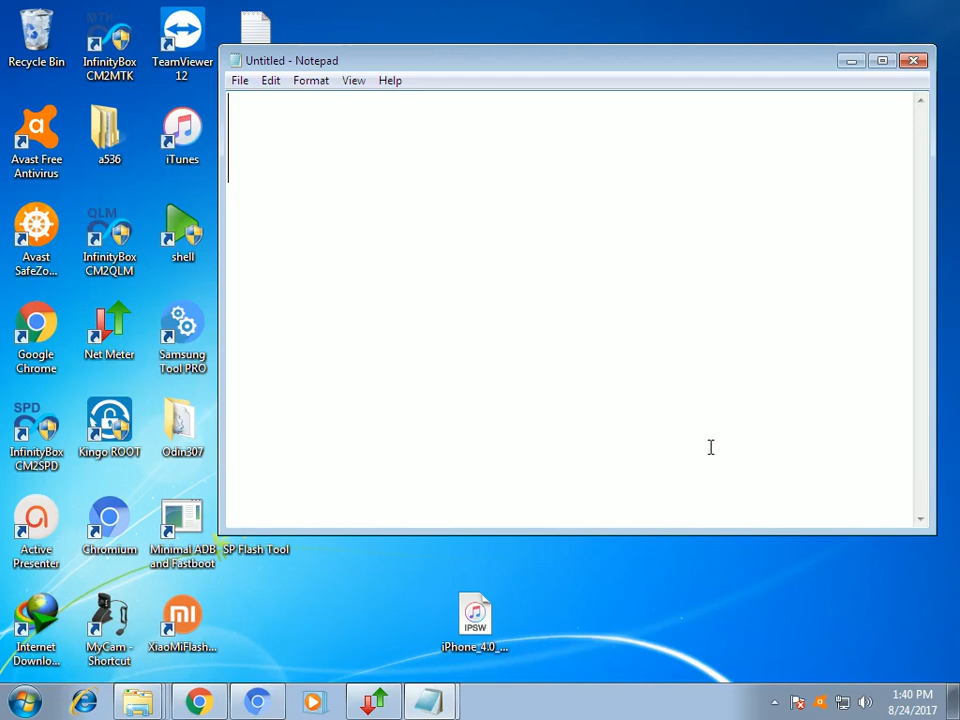 Recycle Bin
InfinityBox
CM2MTK
MTK
TeamViewer
12
Untitled - Notepad
File Edit Format View Help
Avast Free
Antivirus
a536
iTunes
Avast
SafeZo...
QLM
InfinityBox
CM2QLM
shell
Google
Chrome
Net Meter
Samsung
Tool PRO
SPD
InfinityBox
CM2SPD
Kingo ROOT
Odin307
Active
Presenter
Chromium
Minimal ADB
and Fastboot
SP Flash Tool
Internet
Downlo...
MyCam -
Shortcut
XiaoMiFlash...
IPSW
iPhone_4.0_...
1:40 PM
8/24/2017